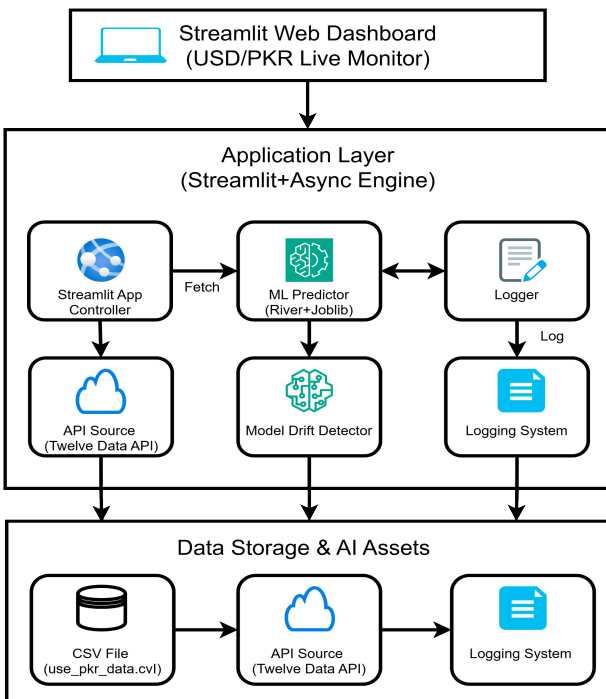 Streamlit Web Dashboard
(USD/PKR Live Monitor)
Application Layer
(Streamlit+Async Engine)
Streamlit App
Controller
Fetch
ML Predictor
(River+Joblib)
Logger
Log
API Source
(Twelve Data API)
Model Drift Detector
Logging System
Data Storage & AI Assets
CSV File
(use_pkr_data.cvl)
API Source
(Twelve Data API)
Logging System